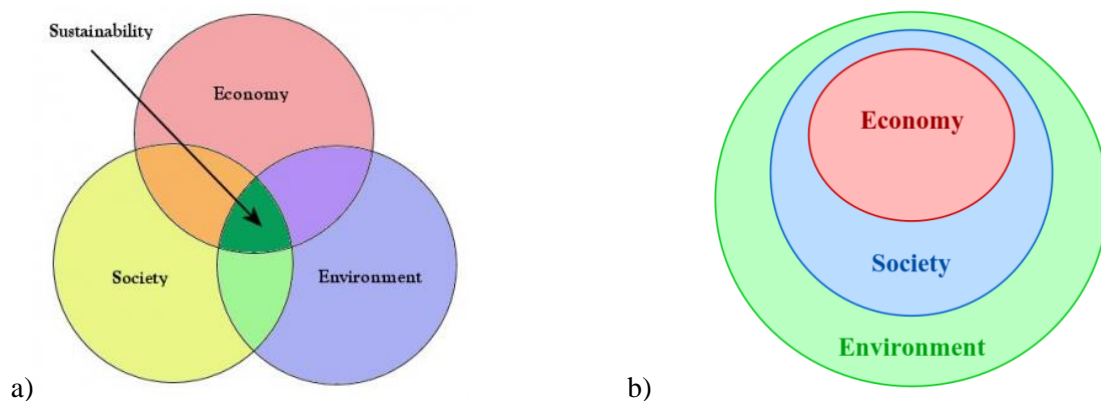 Sustainability
Economy
Society
Environment
a)
Economy
Society
Environment
b)